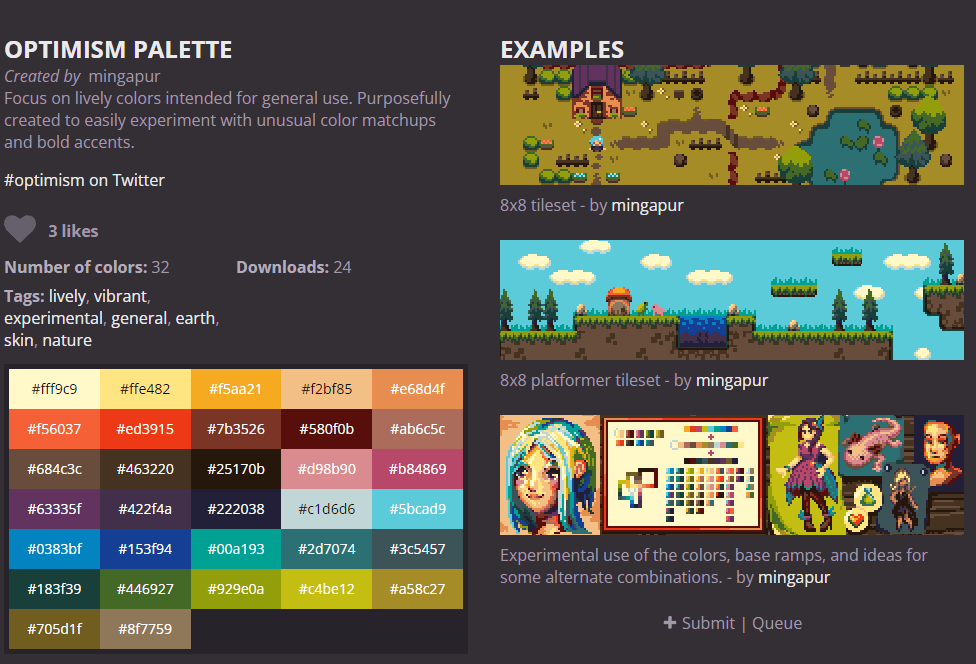 OPTIMISM PALETTE
Created by mingapur
Focus on lively colors intended for general use. Purposefully
created to easily experiment with unusual color matchups
and bold accents.
#optimism on Twitter
3 likes
Number of colors: 32
Downloads: 24
Tags: lively, vibrant,
experimental, general, earth,
skin, nature
#fff9c9 #ffe482 #f5aa21 #f2bf85 #e68d4f
#f56037 #ed3915 #7b3526 #580f0b #ab6c5c
#684c3c #463220 #25170b #d98b90 #b84869
#63335f #422f4a #222038 #c1d6d6 #5bcad9
#0383bf #153f94 #00a193 #2d7074 #3c5457
#183f39 #446927 #929e0a #c4be12 #a58c27
#705d1f #8f7759
EXAMPLES
8x8 tileset - by mingapur
8x8 platformer tileset - by mingapur
Experimental use of the colors, base ramps, and ideas for
some alternate combinations. - by mingapur
+ Submit | Queue